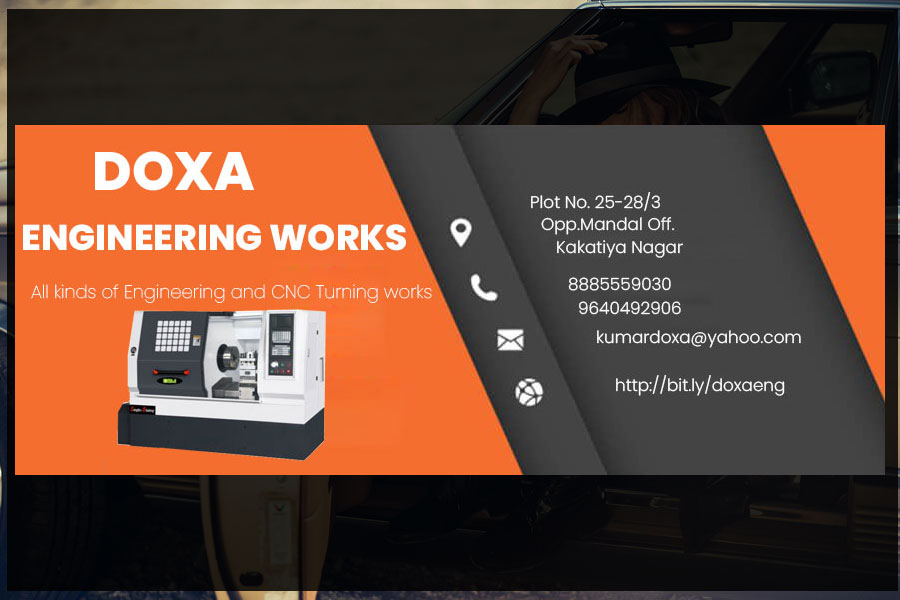 DOXA
ENGINEERING WORKS
All kinds of Engineering and CNC Turning works
Plot No. 25-28/3
Opp.Mandal Off.
Kakatiya Nagar
8885559030
9640492906
kumardoxa@yahoo.com
http://bit.ly/doxaeng